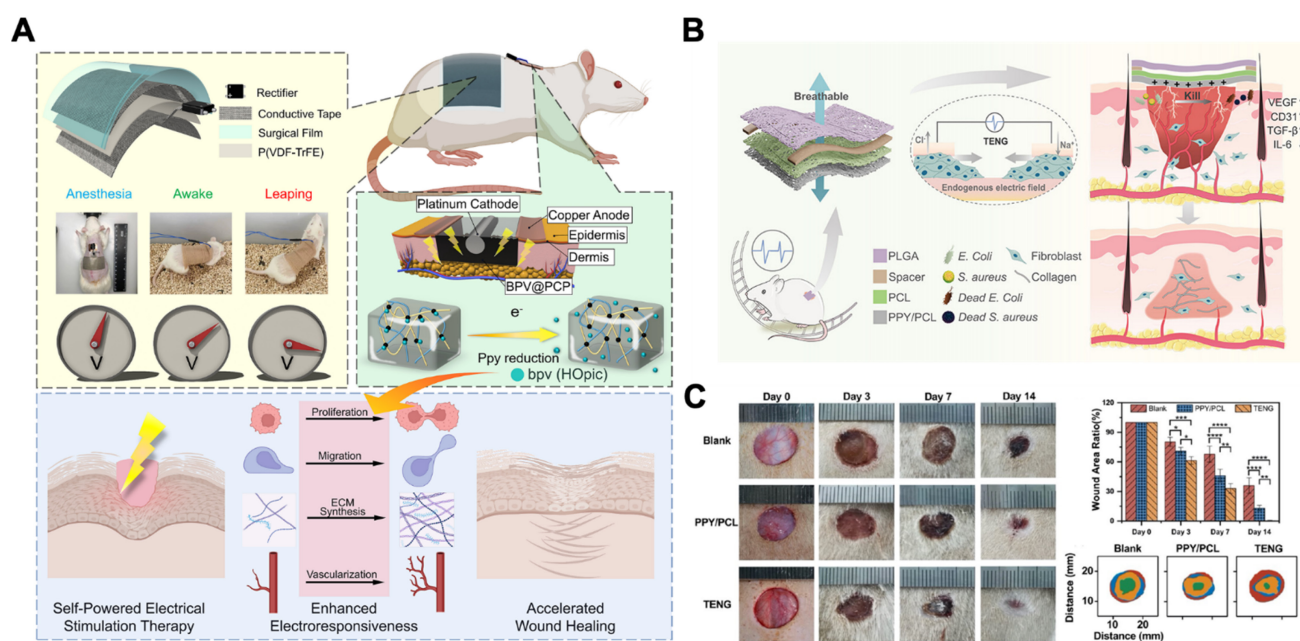 A
Rectifier
Conductive Tape
Surgical Film
P(VDF-TrFE)
Anesthesia
Awake
Leaping
V
V
V
Platinum Cathode
Copper Anode
Epidermis
Dermis
BPV@PCP
e-
Ppy reduction
bpv (HOpic)
Proliferation
Migration
ECM
Synthesis
Vascularization
Self-Powered Electrical
Stimulation Therapy
Enhanced
Electroresponsiveness
Accelerated
Wound Healing
B
Breathable
Cl-
TENG
Na+
Endogenous electric field
PLGA
Spacer
PCL
PPY/PCL
E. Coli
S. aureus
Dead E. Coli
Dead S. aureus
Fibroblast
Collagen
Kill
VEGF
CD31
TGF-β
IL-6
C
Day 0
Day 3
Day 7
Day 14
Blank
PPY/PCL
TENG
Blank
PPY/PCL
TENG
Wound Area Ratio(%)
120
90
60
30
0
Day 0
Day 3
Day 7
Day 14
Blank
PPY/PCL
TENG
Distance (mm)
20
10
10
20
Distance (mm)